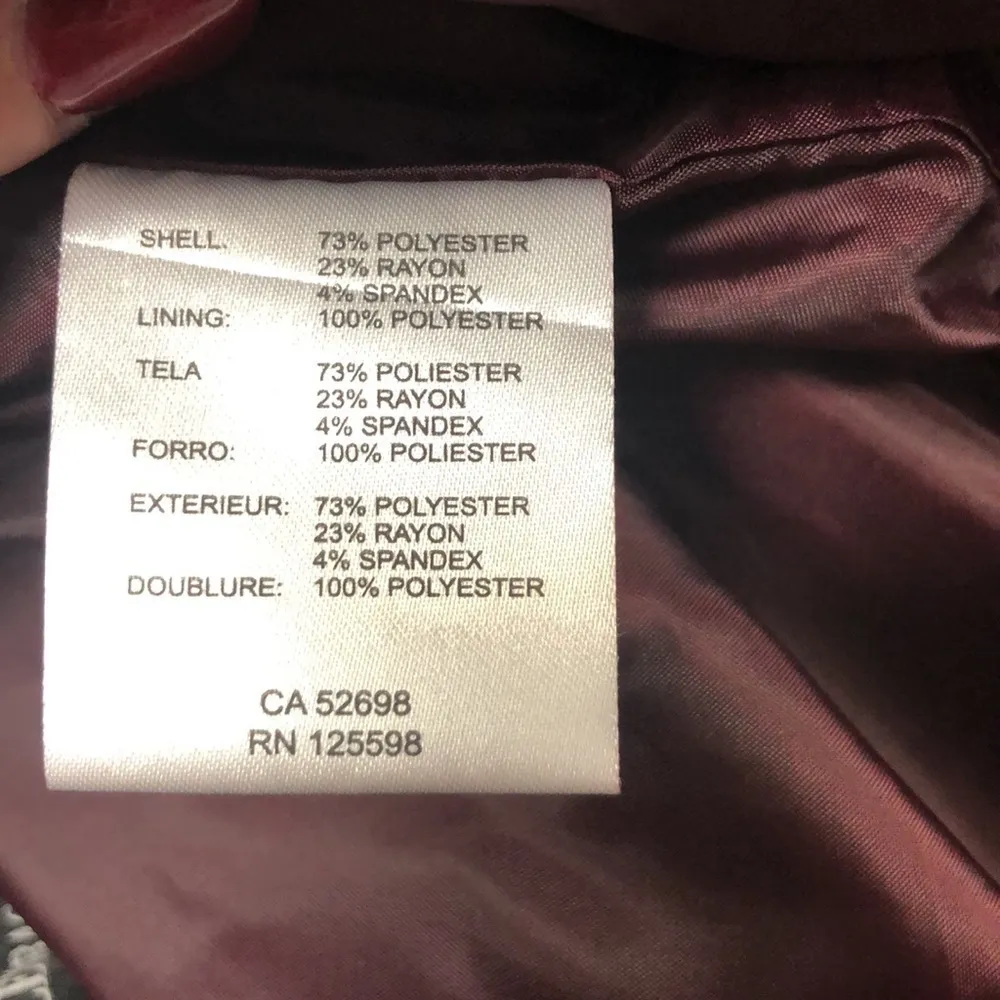 SHELL. 73% POLYESTER
23% RAYON
4% SPANDEX
LINING: 100% POLYESTER
TELA 73% POLIESTER
23% RAYON
4% SPANDEX
FORRO: 100% POLIESTER
EXTERIEUR: 73% POLYESTER
23% RAYON
4% SPANDEX
DOUBLURE: 100% POLYESTER
CA 52698
RN 125598